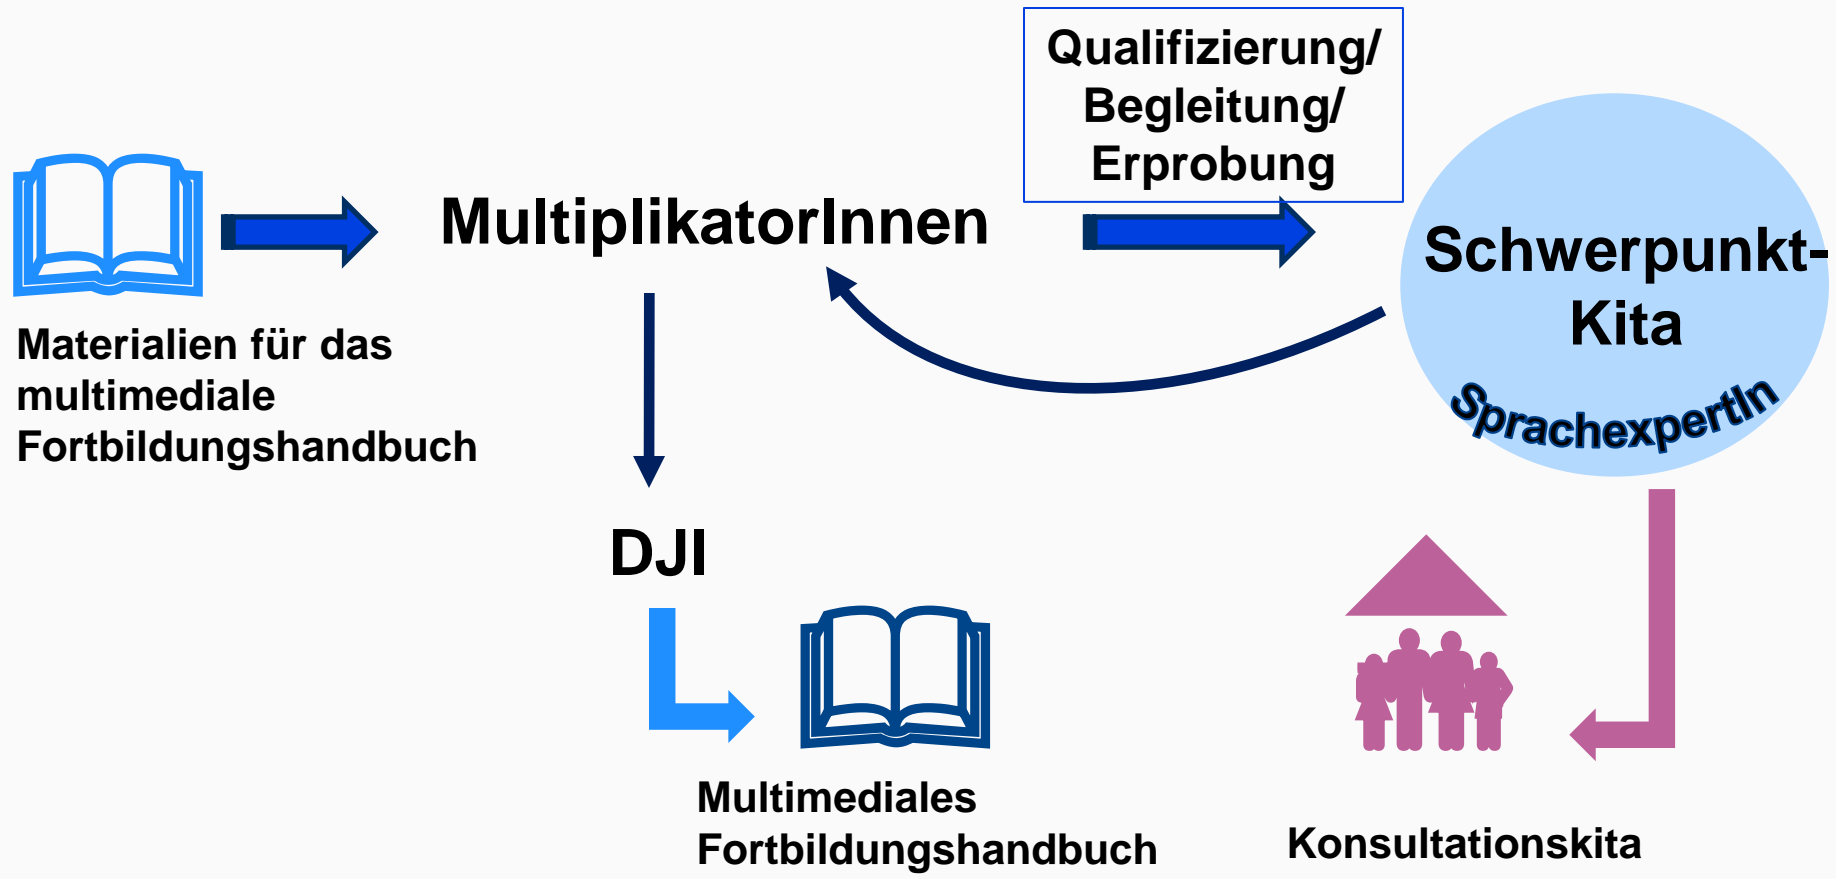 Qualifizierung/
Begleitung/
Erprobung
MultiplikatorInnen
Schwerpunkt-
Kita
SprachexpertIn
Materialien für das
multimediale
Fortbildungshandbuch
DJI
Multimediales
Fortbildungshandbuch
Konsultationskita